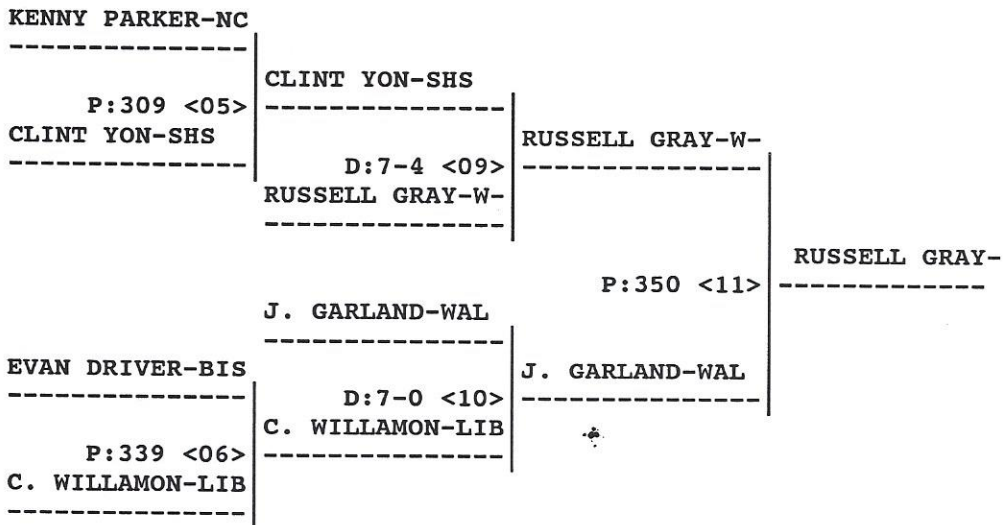 KENNY PARKER-NC
CLINT YON-SHS
P:309 <05>
CLINT YON-SHS
RUSSELL GRAY-W-
D:7-4 <09>
RUSSELL GRAY-W-
RUSSELL GRAY-
P:350 <11>
J. GARLAND-WAL
EVAN DRIVER-BIS
J. GARLAND-WAL
D:7-0 <10>
C. WILLAMON-LIB
P:339 <06>
C. WILLAMON-LIB